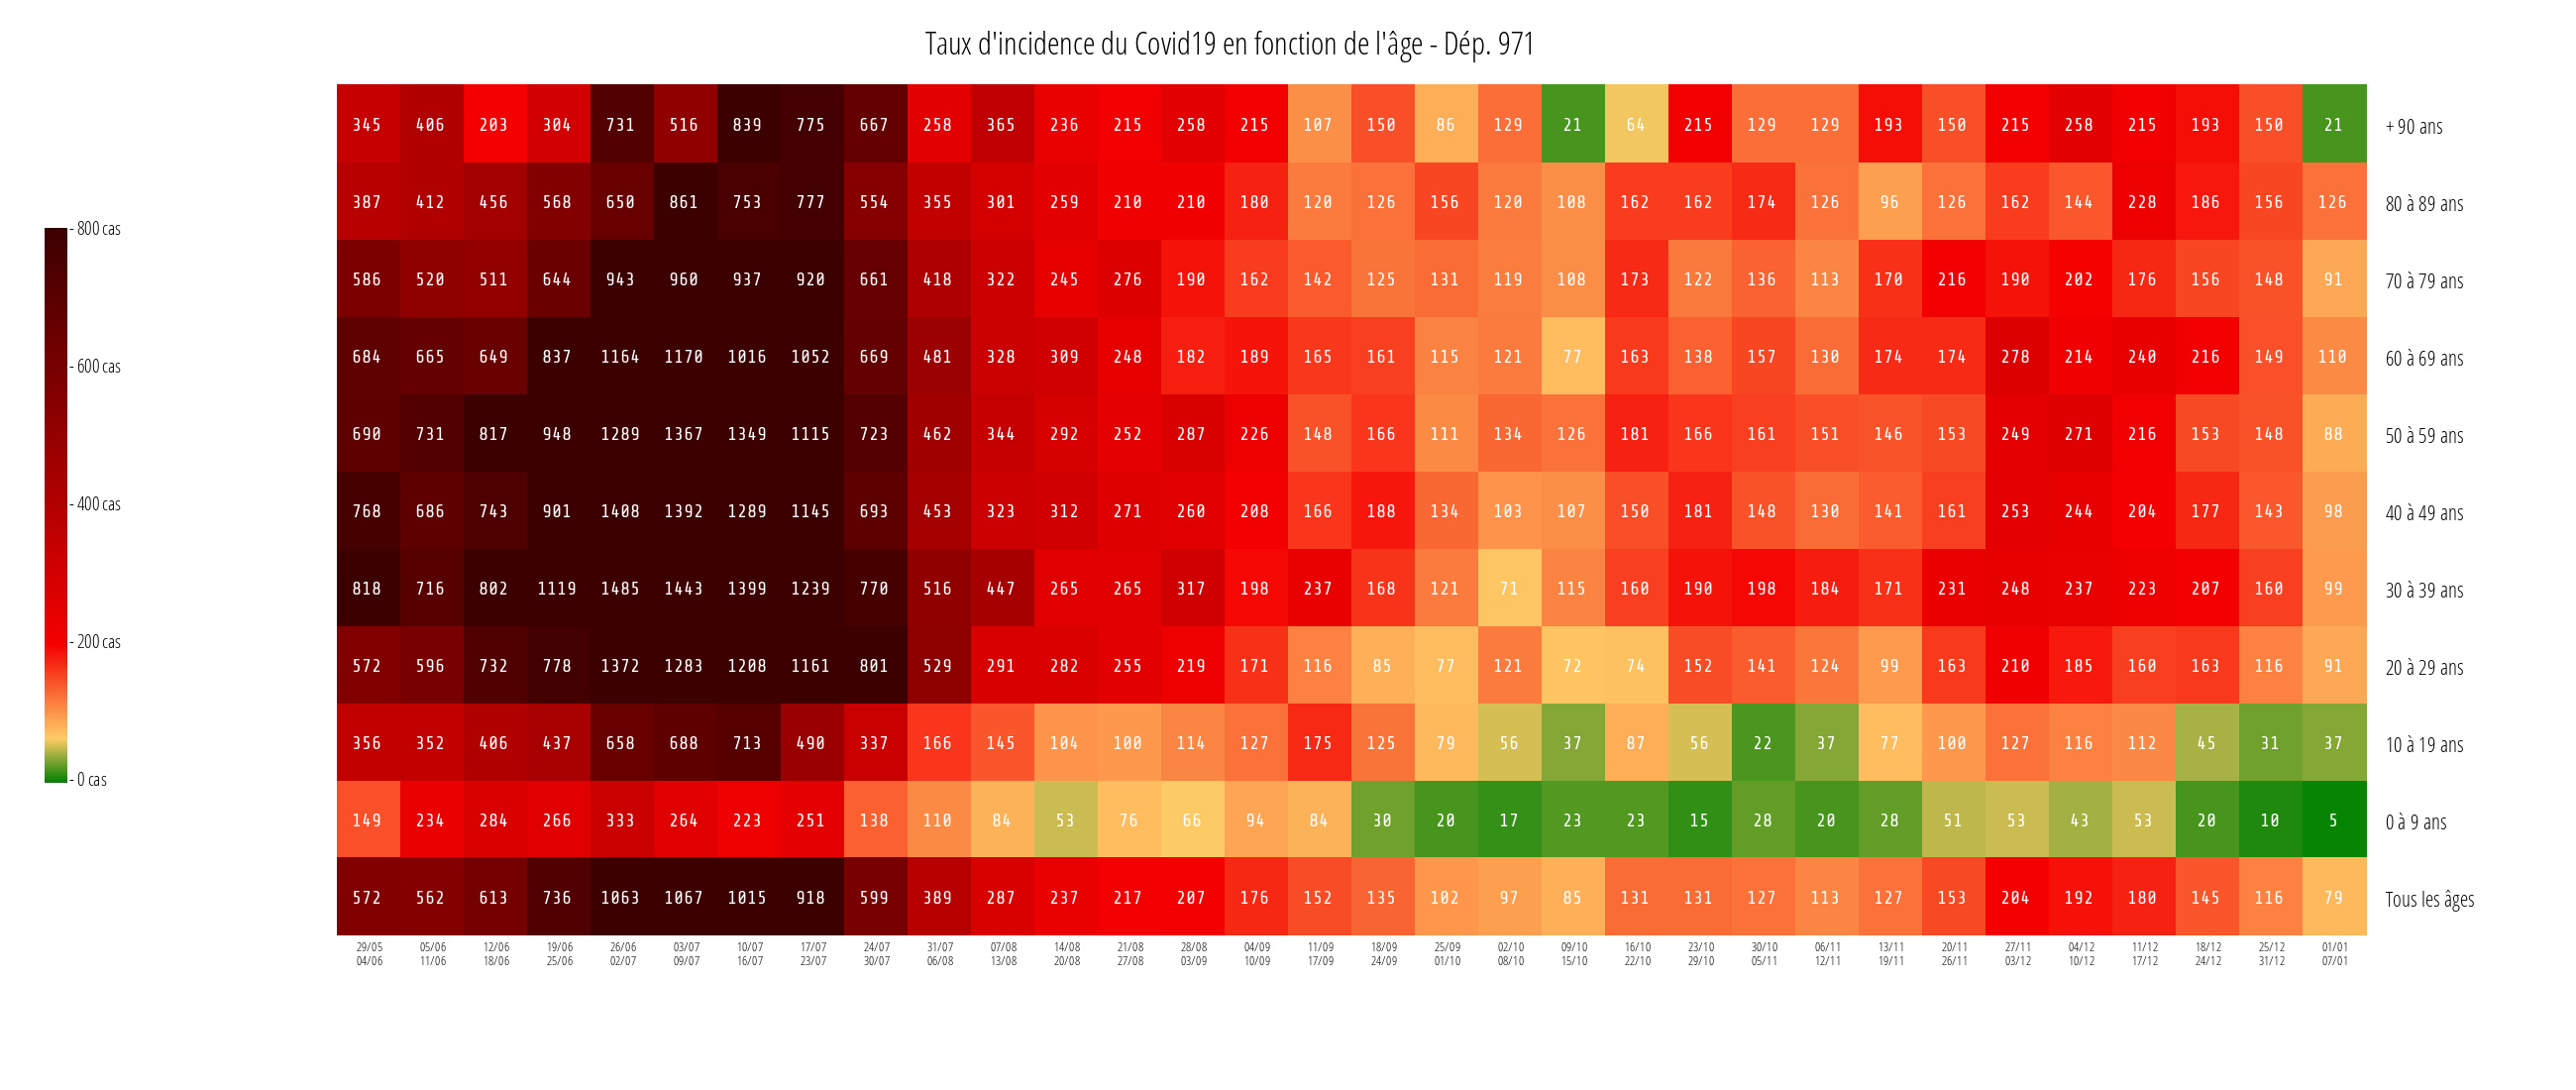 Taux d'incidence du Covid19 en fonction de l'âge - Dép. 971
- 800 cas
- 600 cas
- 400 cas
- 200 cas
- 0 cas
345 406 203 304 731 516 839 775 667 258 365 236 215 258 215 107 150 86 129 21 64 215 129 129 193 150 215 258 215 193 150 21 + 90 ans
387 412 456 568 650 861 753 777 554 355 301 259 210 210 180 120 126 156 120 108 162 162 174 126 96 126 162 144 228 186 156 126 80 à 89 ans
586 520 511 644 943 960 937 920 661 418 322 245 276 190 162 142 125 131 119 108 173 122 136 113 170 216 190 202 176 156 148 91 70 à 79 ans
684 665 649 837 1164 1170 1016 1052 669 481 328 309 248 182 189 165 161 115 121 77 163 138 157 130 174 174 278 214 240 216 149 110 60 à 69 ans
690 731 817 948 1289 1367 1349 1115 723 462 344 292 252 287 226 148 166 111 134 126 181 166 161 151 146 153 249 271 216 153 148 88 50 à 59 ans
768 686 743 901 1408 1392 1289 1145 693 453 323 312 271 260 208 166 188 134 103 107 150 181 148 130 141 161 253 244 204 177 143 98 40 à 49 ans
818 716 802 1119 1485 1443 1399 1239 770 516 447 265 265 317 198 237 168 121 71 115 160 190 198 184 171 231 248 237 223 207 160 99 30 à 39 ans
572 596 732 778 1372 1283 1208 1161 801 529 291 282 255 219 171 116 85 77 121 72 74 152 141 124 99 163 210 185 160 163 116 91 20 à 29 ans
356 352 406 437 658 688 713 490 337 166 145 104 100 114 127 175 125 79 56 37 87 56 22 37 77 100 127 116 112 45 31 37 10 à 19 ans
149 234 284 266 333 264 223 251 138 110 84 53 76 66 94 84 30 20 17 23 23 15 28 20 28 51 53 43 53 20 10 5 0 à 9 ans
572 562 613 736 1063 1067 1015 918 599 389 287 237 217 207 176 152 135 102 97 85 131 131 127 113 127 153 204 192 180 145 116 79 Tous les âges
29/05 05/06 12/06 19/06 26/06 03/07 10/07 17/07 24/07 31/07 07/08 14/08 21/08 28/08 04/09 11/09 18/09 25/09 02/10 09/10 16/10 23/10 30/10 06/11 13/11 20/11 27/11 04/12 11/12 18/12 25/12 01/01
04/06 11/06 18/06 25/06 02/07 09/07 16/07 23/07 30/07 06/08 13/08 20/08 27/08 03/09 10/09 17/09 24/09 01/10 08/10 15/10 22/10 29/10 05/11 12/11 19/11 26/11 03/12 10/12 17/12 24/12 31/12 07/01